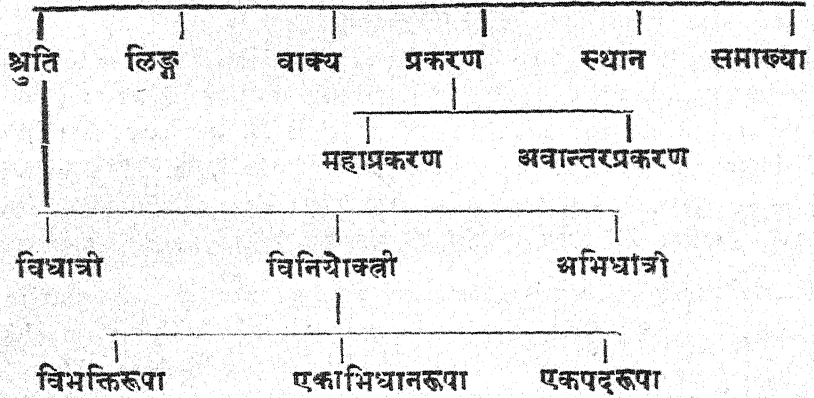 श्रुति लिङ्ग वाक्य प्रकरण स्थान समाख्या
महाप्रकरण अवान्तरप्रकरण
विधात्री विनियोक्त्री अभिधात्री
विभक्तिरूपा एकाभिधानरूपा एकपदरूपा